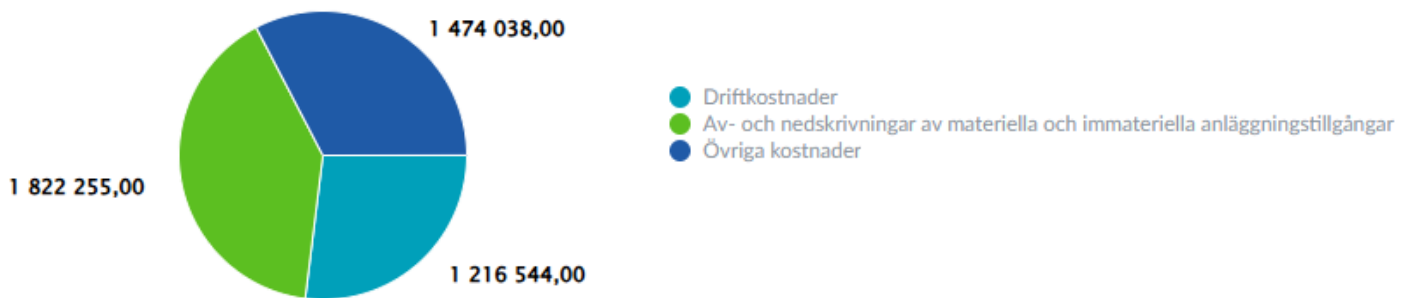 1 474 038,00
1 822 255,00
1 216 544,00
Driftkostnader
Av- och nedskrivningar av materiella och immateriella anläggningstillgångar
Övriga kostnader